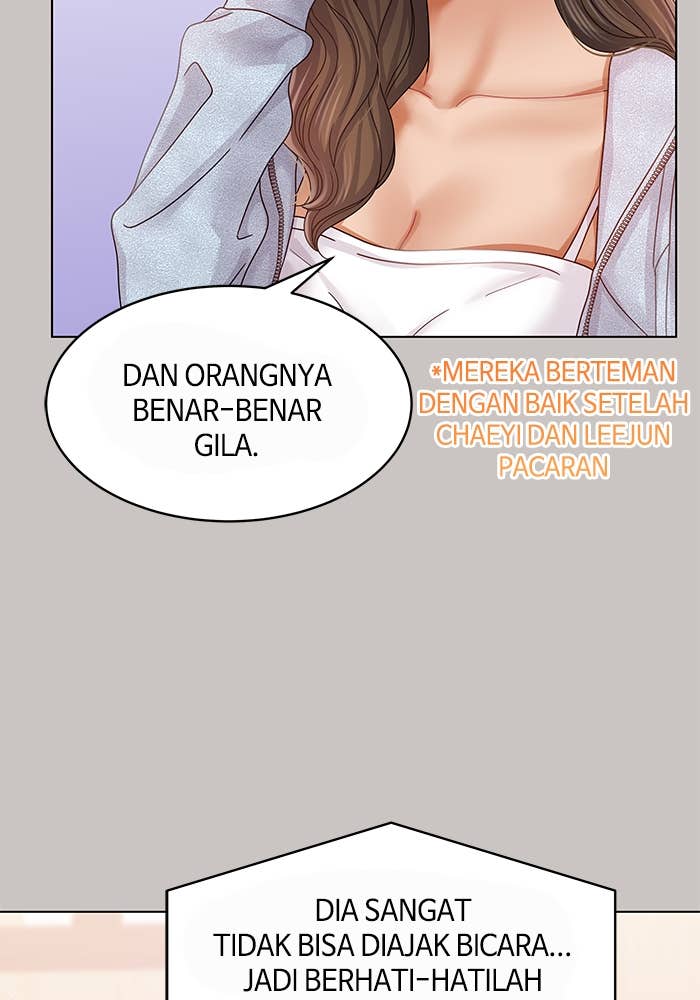 DAN ORANGNYA
BENAR-BENAR
GILA.
*MEREKA BERTEMAN
DENGAN BAIK SETELAH
CHAEYI DAN LEEJUN
PACARAN
DIA SANGAT
TIDAK BISA DIAJAK BICARA...
JADI BERHATI-HATILAH